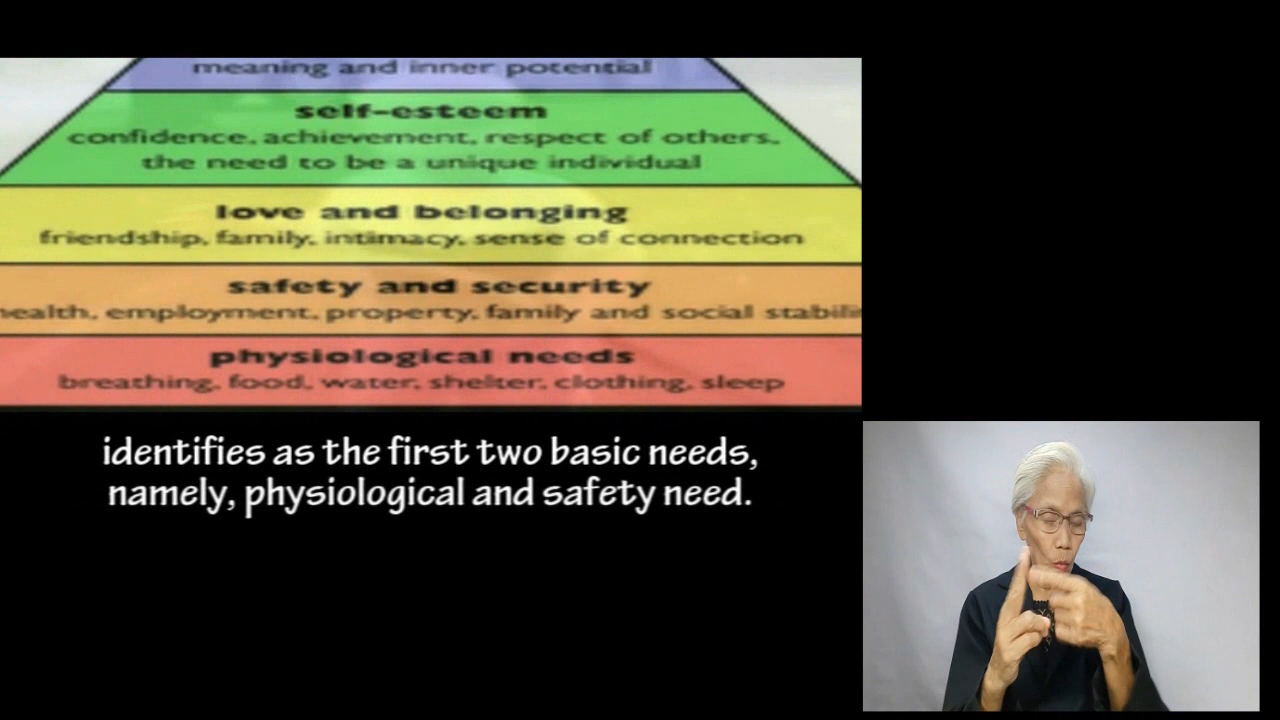 meaning and inner potential
self-esteem
confidence, achievement, respect of others,
the need to be a unique individual
love and belonging
friendship, family, intimacy, sense of connection
safety and security
health, employment, property, family and social
physiological needs
breathing, food, water, shelter, clothing, sleep
identifies as the first two basic needs,
namely, physiological and safety need.